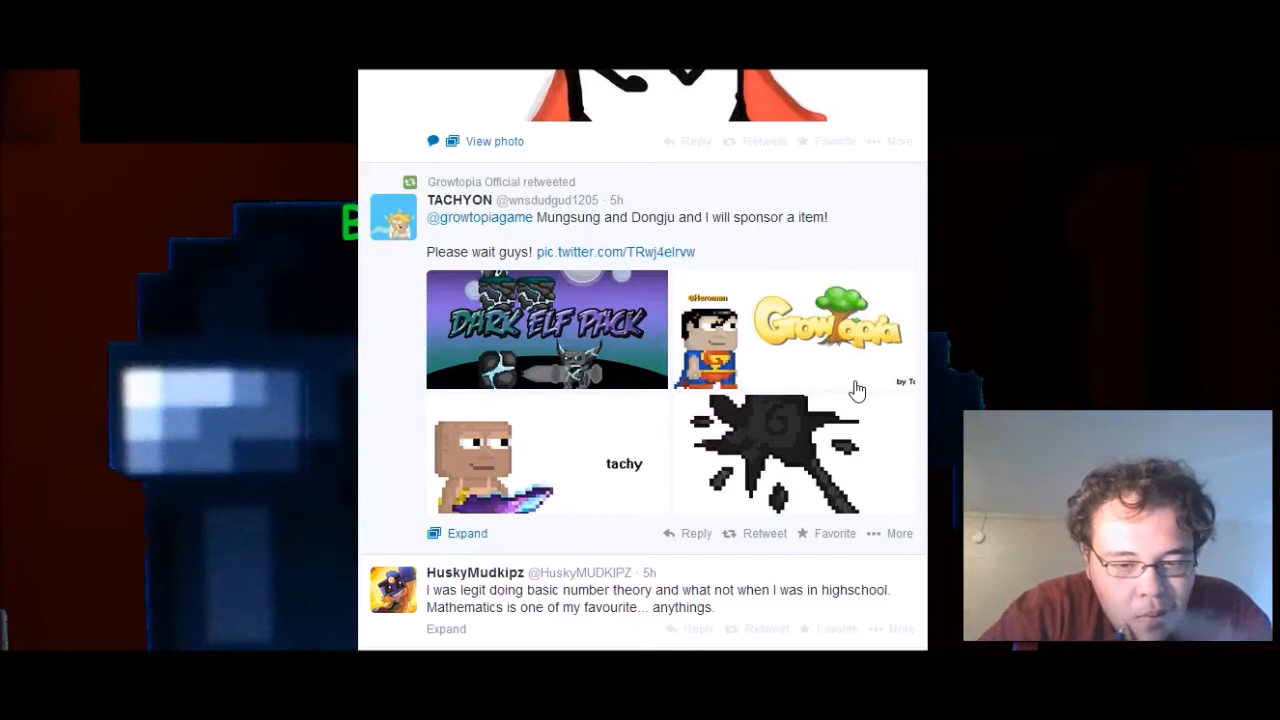 View photo
Reply Retweet Favorite More
Growtopia Official retweeted
TACHYON @wnsdudgud1205 · 5h
@growtopiagame Mungsung and Dongju and I will sponsor a item!
Please wait guys! pic.twitter.com/TRwj4elrvw
DARK ELF PACK
@Heroman
Growtopia
by
tachy
Expand
Reply Retweet Favorite More
HuskyMudkipz @HuskyMUDKIPZ · 5h
I was legit doing basic number theory and what not when I was in highschool.
Mathematics is one of my favourite... anythings.
Expand
Reply Retweet Favorite More